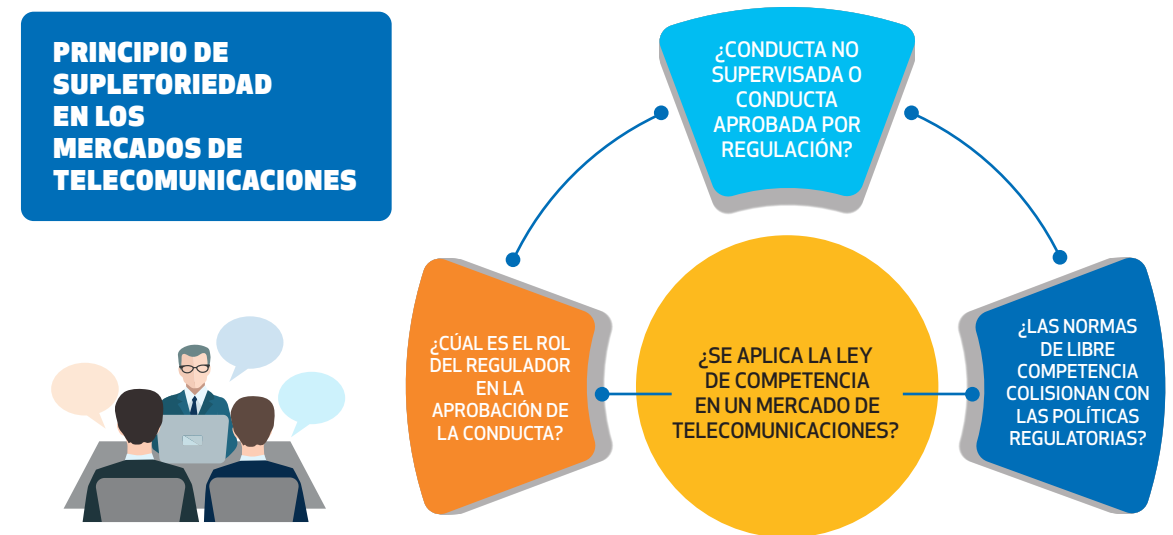 PRINCIPIO DE
SUPLETORIEDAD
EN LOS
MERCADOS DE
TELECOMUNICACIONES
¿CONDUCTA NO
SUPERVISADA O
CONDUCTA
APROBADA POR
REGULACIÓN?
¿CÚAL ES EL ROL
DEL REGULADOR
EN LA
APROBACIÓN DE
LA CONDUCTA?
¿SE APLICA LA LEY
DE COMPETENCIA
EN UN MERCADO DE
TELECOMUNICACIONES?
¿LAS NORMAS
DE LIBRE
COMPETENCIA
COLISIONAN CON
LAS POLÍTICAS
REGULATORIAS?